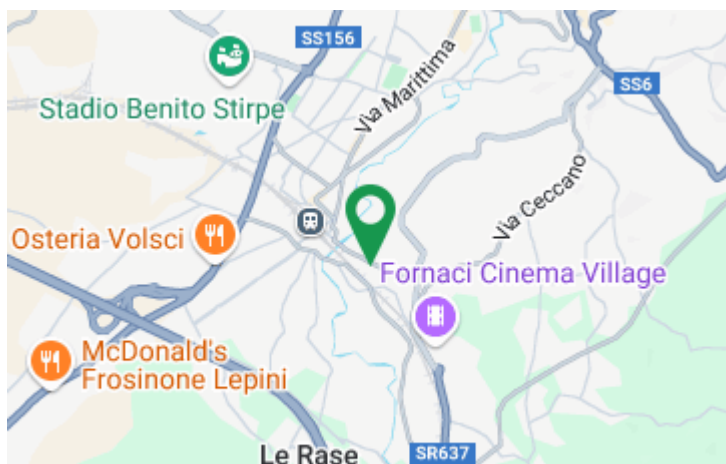 SS156
Via Marittima
Stadio Benito Stirpe
SS6
Via Ceccano
Osteria Volsci
Fornaci Cinema Village
McDonald's
Frosinone Lepini
Le Rase
SR637